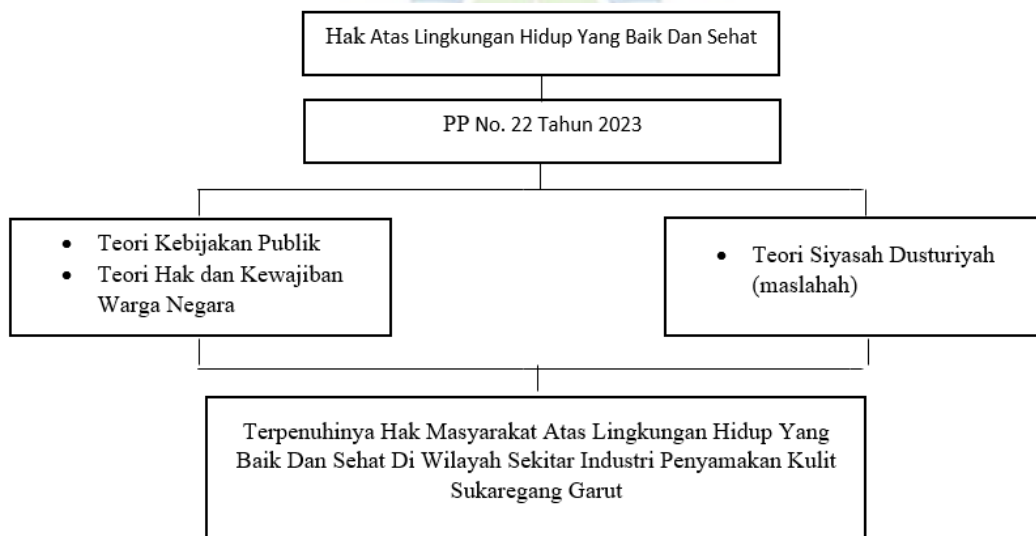 Hak Atas Lingkungan Hidup Yang Baik Dan Sehat
PP No. 22 Tahun 2023
• Teori Kebijakan Publik
• Teori Hak dan Kewajiban
Warga Negara
• Teori Siyasah Dusturiyah
(maslahah)
Terpenuhinya Hak Masyarakat Atas Lingkungan Hidup Yang
Baik Dan Sehat Di Wilayah Sekitar Industri Penyamakan Kulit
Sukaregang Garut